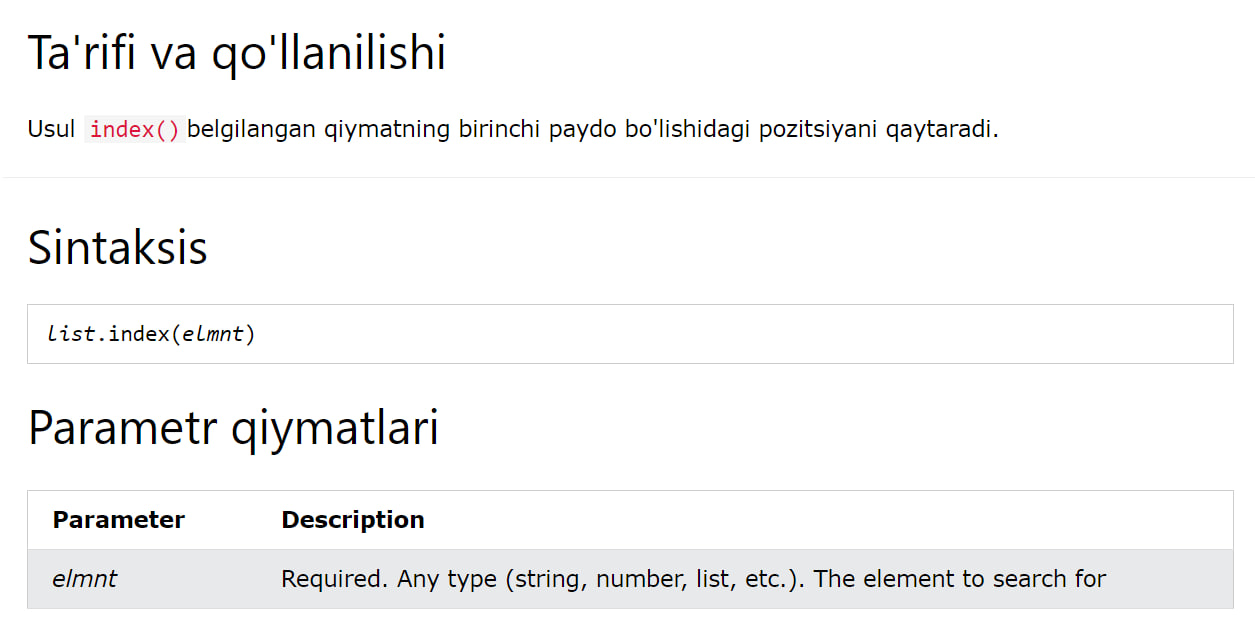 Ta'rifi va qo'llanilishi
Usul index() belgilangan qiymatning birinchi paydo bo'lishidagi pozitsiyani qaytaradi.
Sintaksis
list.index(elmnt)
Parametr qiymatlari
Parameter Description
elmnt Required. Any type (string, number, list, etc.). The element to search for